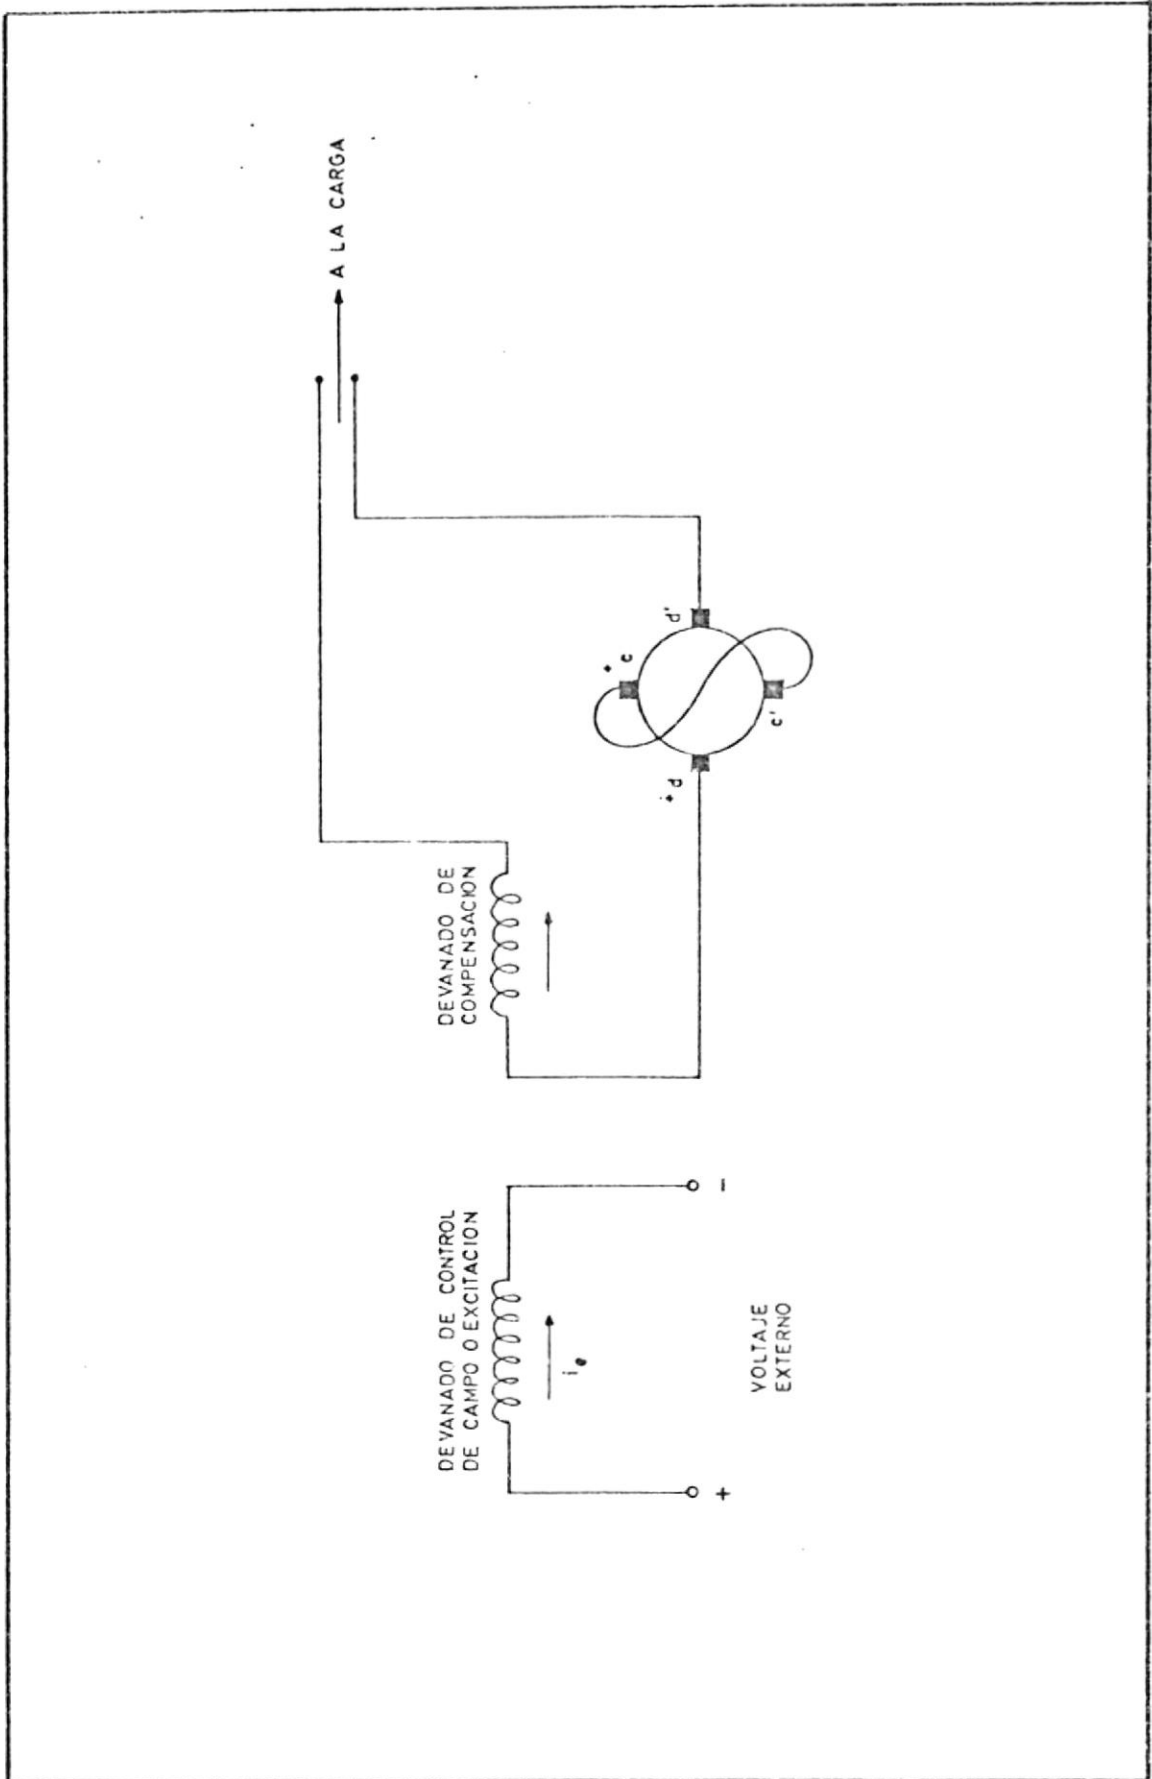 DEVANADO DE CONTROL
DE CAMPO O EXCITACION
i e
+
-
VOLTAJE
EXTERNO
DEVANADO DE
COMPENSACION
+ d
+ c
c'
d'
A LA CARGA